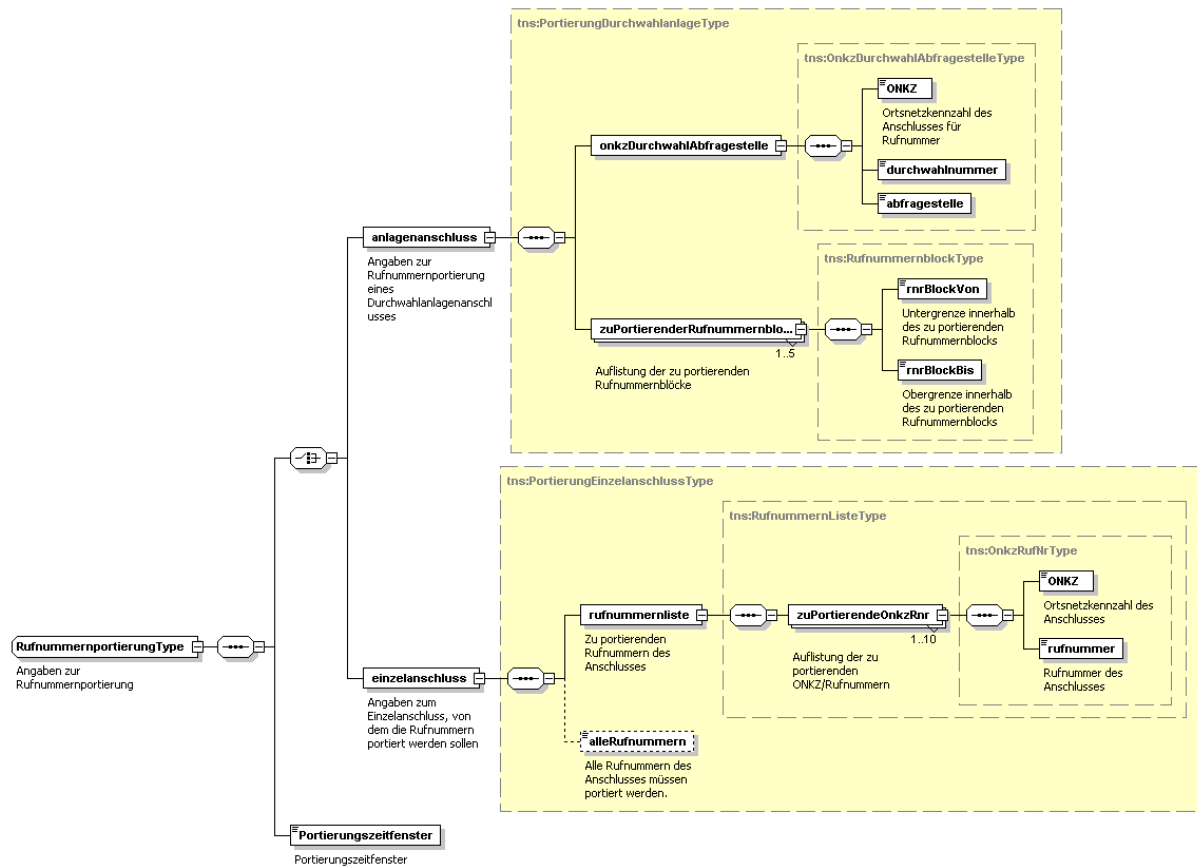 tns:PortierungDurchwahlanlageType
tns:OnkzDurchwahlAbfragestelleType
ONKZ
Ortsnetzkennzahl des
Anschlusses für
Rufnummer
onkzDurchwahlAbfragestelle
durchwahlnummer
abfragestelle
anlagenanschluss
Angaben zur
Rufnummernportierung
eines
Durchwahlanlagenanschl
usses
tns:RufnummernblockType
rnrBlockVon
Untergrenze innerhalb
des zu portierenden
Rufnummernblocks
zuPortierenderRufnummernblo...
1..5
Auflistung der zu portierenden
Rufnummernblöcke
rnrBlockBis
Obergrenze innerhalb
des zu portierenden
Rufnummernblocks
tns:PortierungEinzelanschlussType
tns:RufnummernListeType
tns:OnkzRufNrType
ONKZ
Ortsnetzkennzahl des
Anschlusses
rufnummernliste
Zu portierenden
Rufnummern des
Anschlusses
zuPortierendeOnkzRnr
1..10
Auflistung der zu
portierenden
ONKZ/Rufnummern
rufnummer
Rufnummer des
Anschlusses
RufnummernportierungType
Angaben zur
Rufnummernportierung
einzelanschluss
Angaben zum
Einzelanschluss, von
dem die Rufnummern
portiert werden sollen
alleRufnummern
Alle Rufnummern des
Anschlusses müssen
portiert werden.
Portierungszeitfenster
Portierungszeitfenster